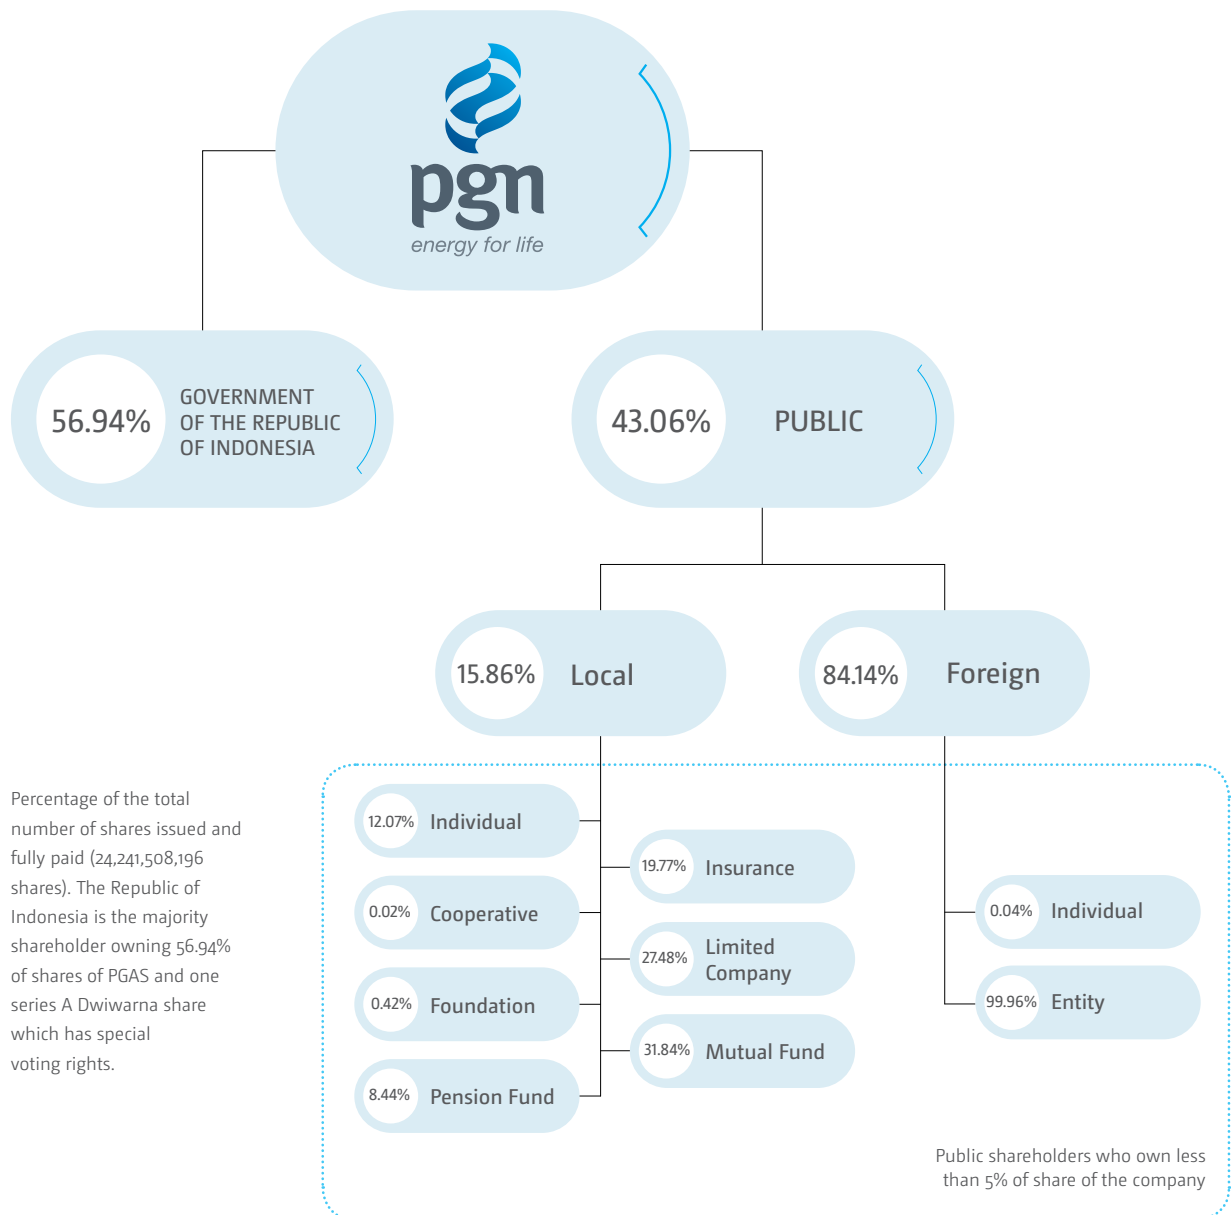 pgn
energy for life
56.94%
GOVERNMENT
OF THE REPUBLIC
OF INDONESIA
43.06%
PUBLIC
15.86%
Local
84.14%
Foreign
Percentage of the total
number of shares issued and
fully paid (24,241,508,196
shares). The Republic of
Indonesia is the majority
shareholder owning 56.94%
of shares of PGAS and one
series A Dwiwarna share
which has special
voting rights.
12.07%
Individual
0.02%
Cooperative
0.42%
Foundation
8.44%
Pension Fund
19.77%
Insurance
27.48%
Limited
Company
31.84%
Mutual Fund
0.04%
Individual
99.96%
Entity
Public shareholders who own less
than 5% of share of the company